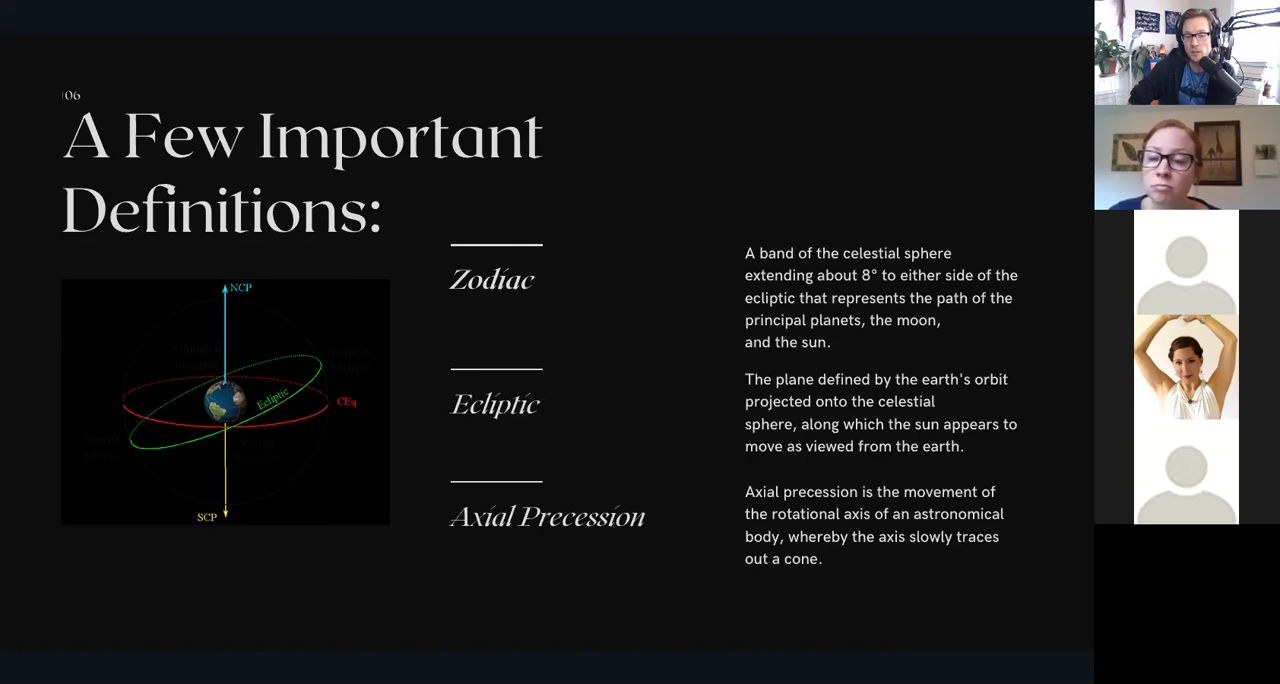 106
A Few Important
Definitions:
NCP
Ecliptic
CEq
SCP
Zodiac
A band of the celestial sphere
extending about 8° to either side of the
ecliptic that represents the path of the
principal planets, the moon,
and the sun.
Ecliptic
The plane defined by the earth's orbit
projected onto the celestial
sphere, along which the sun appears to
move as viewed from the earth.
Axial Precession
Axial precession is the movement of
the rotational axis of an astronomical
body, whereby the axis slowly traces
out a cone.